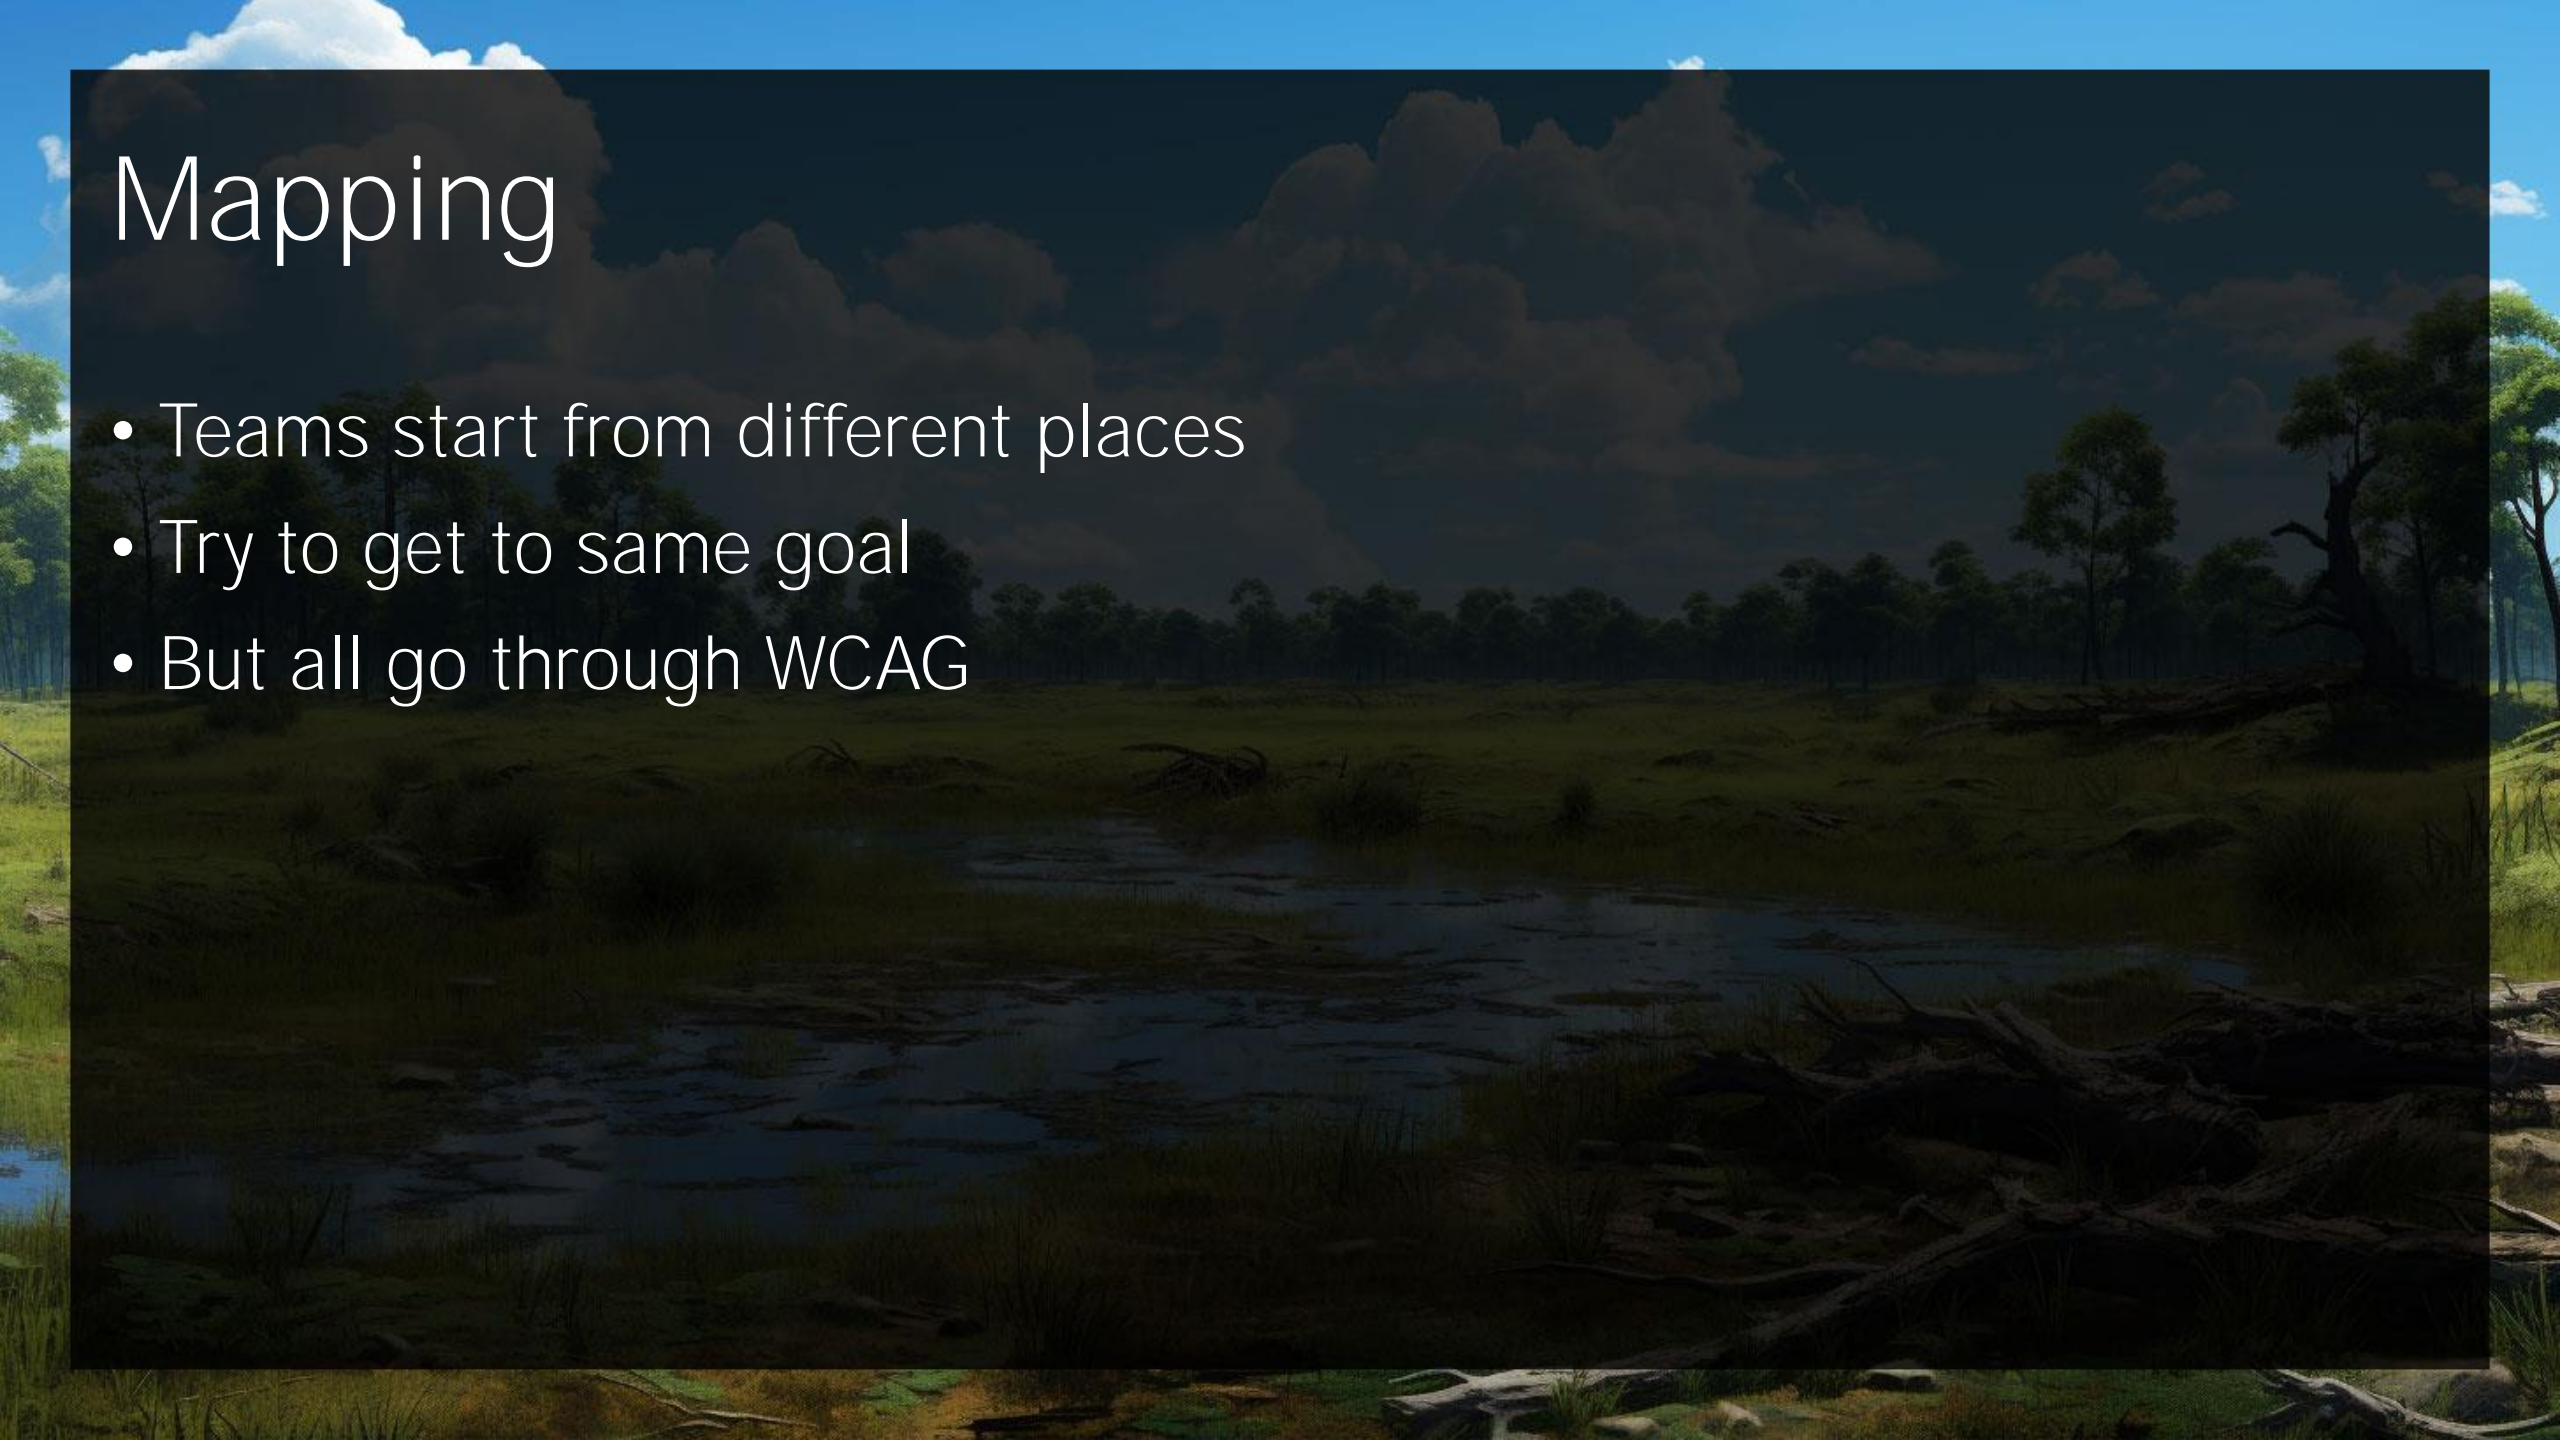 Mapping
• Teams start from different places
• Try to get to same goal
• But all go through WCAG